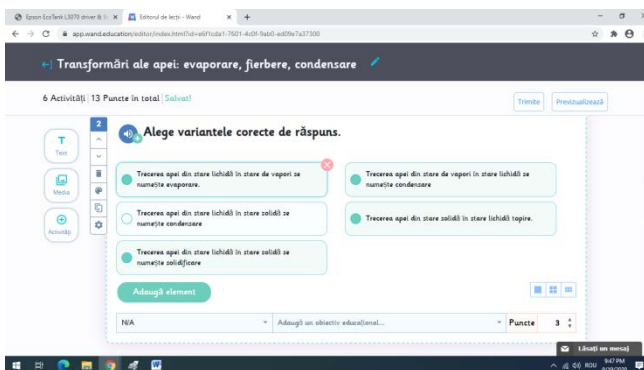 Epson EcoTank L3070 driver & S
Editorul de lecții - Wand
app.wand.education/editor/index.html?id=e6f1cda1-7601-4c0f-9ab0-ed09e7a37300
Transformări ale apei: evaporare, fierbere, condensare
6 Activități 13 Puncte în total Salvat!
Trimite
Previzualizează
2
Alege variantele corecte de răspuns.
Text
Media
Activități
Trecerea apei din stare lichidă în stare de vapori se
numește evaporare.
Trecerea apei din stare de vapori în stare lichidă se
numește condensare
Trecerea apei din stare lichidă în stare solidă se
numește condensare
Trecerea apei din stare solidă în stare lichidă topire.
Trecerea apei din stare lichidă în stare solidă se
numește solidificare
Adaugă element
N/A
Adaugă un obiectiv educațional...
Puncte 3
Lăsați un mesaj
ROU
9:47 PM